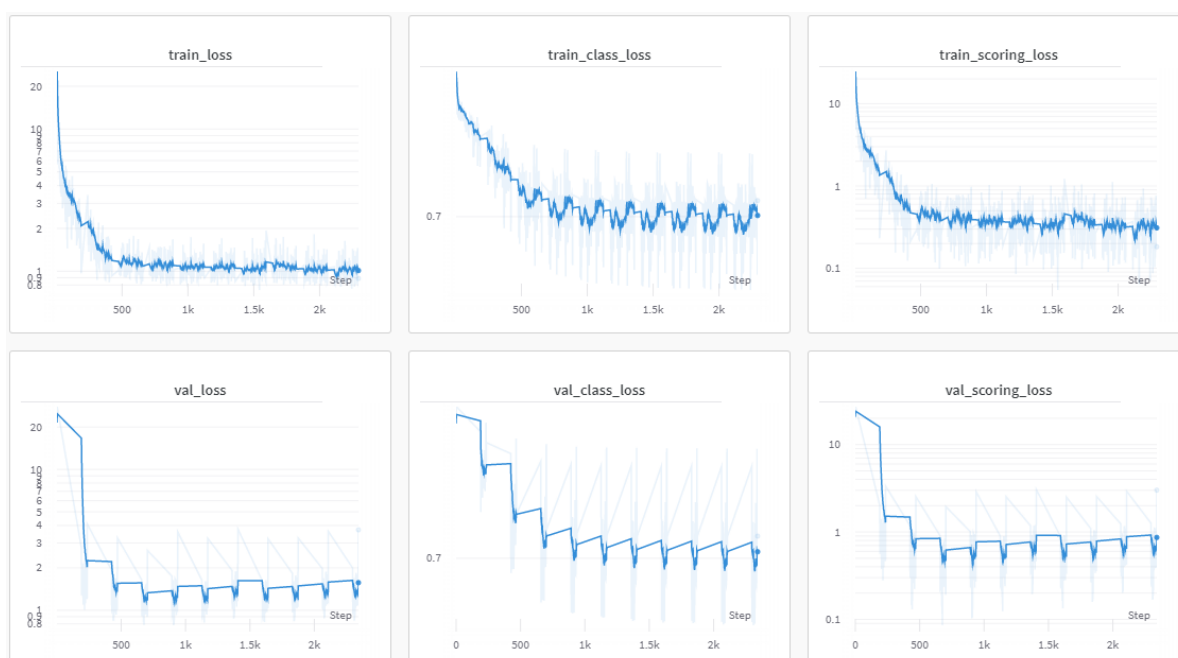 train_loss
20
10
9
8
7
6
5
4
3
2
1
0.9
0.8
Step
500 1k 1.5k 2k
train_class_loss
0.7
Step
500 1k 1.5k 2k
train_scoring_loss
10
1
0.1
Step
500 1k 1.5k 2k
val_loss
20
10
9
8
7
6
5
4
3
2
1
0.9
0.8
Step
500 1k 1.5k 2k
val_class_loss
0.7
Step
0 500 1k 1.5k 2k
val_scoring_loss
10
1
0.1
Step
0 500 1k 1.5k 2k